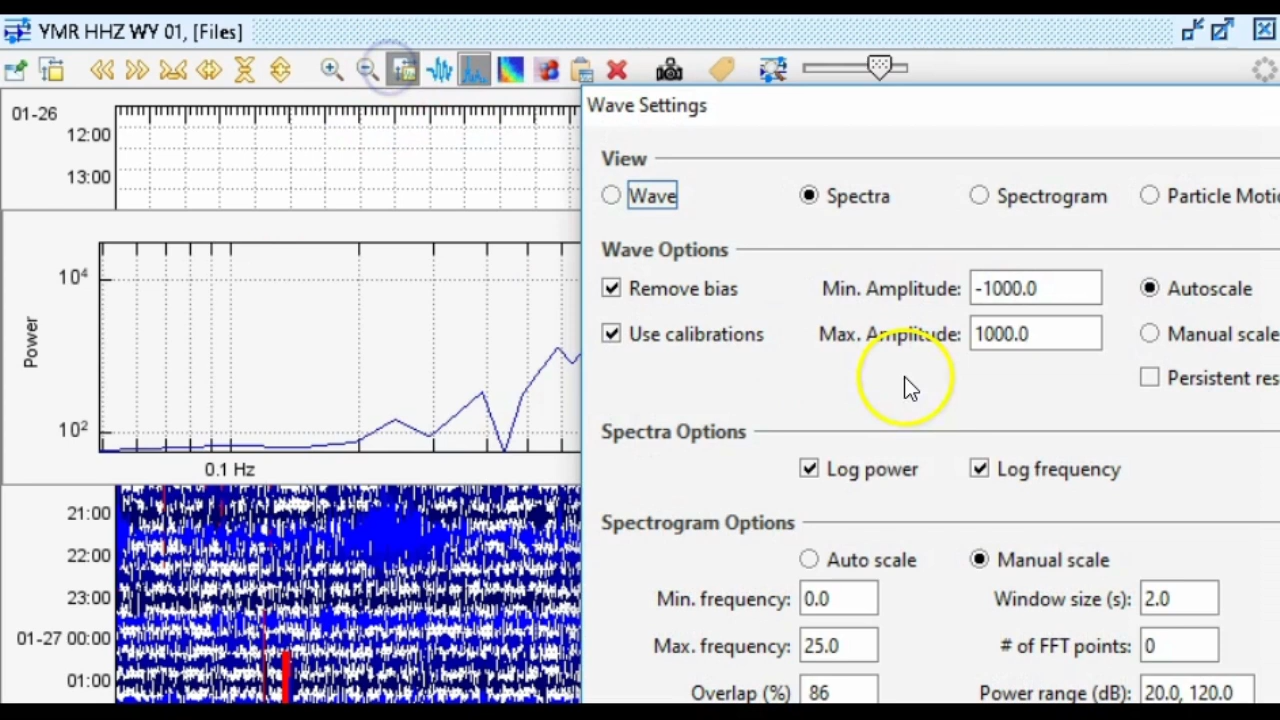 YMR HHZ WY 01, [Files]
01-26
12:00
13:00
10⁴
Power
10²
0.1 Hz
21:00
22:00
23:00
01-27 00:00
01:00
Wave Settings
View
Wave Spectra Spectrogram Particle Motio
Wave Options
Remove bias Min. Amplitude: -1000.0 Autoscale
Use calibrations Max. Amplitude: 1000.0 Manual scale
Persistent res
Spectra Options
Log power Log frequency
Spectrogram Options
Auto scale Manual scale
Min. frequency: 0.0 Window size (s): 2.0
Max. frequency: 25.0 # of FFT points: 0
Overlap (%) 86 Power range (dB): 20.0, 120.0